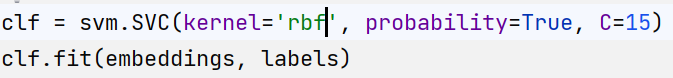 clf = svm.SVC(kernel='rbf', probability=True, C=15)
clf.fit(embeddings, labels)